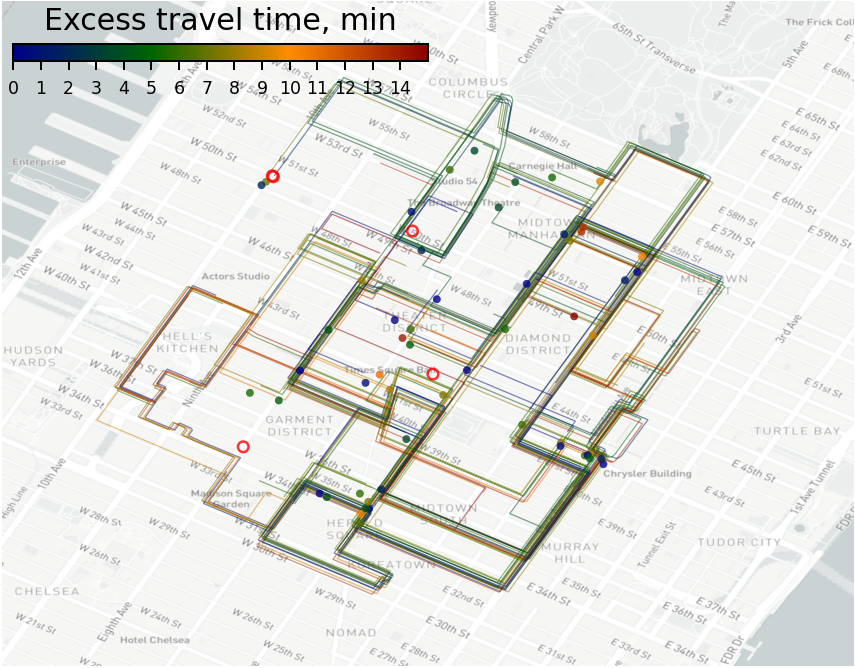 Excess travel time, min
0 1 2 3 4 5 6 7 8 9 10 11 12 13 14
Central Park W
65th St Transverse
5th Ave
COLUMBUS
CIRCLE
W 54th St
W 52nd St
W 55th St
W 53rd St
W 58th St
E 65th St
E 64th St
E 63rd St
E 62nd St
Enterprise
W 50th St
W 51st St
W 48th St
Carnegie Hall
Studio 54
The Broadway Theatre
E 60th St
E 59th St
E 58th St
E 57th St
E 56th St
E 55th St
W 45th St
W 43rd St
W 42nd St
W 41st St
W 40th St
12th Ave
W 46th St
W 48th St
MIDTOWN
MANHATTAN
Actors Studio
W 43rd St
W 48th St
W 51st St
MIDTOWN
EAST
THEATER
DISTRICT
DIAMOND
DISTRICT
49th St
E 50th St
3rd Ave
HELL'S
KITCHEN
HUDSON
YARDS
W 37th St
W 36th St
W 34th St
W 33rd St
Times Square Ball
E 51st St
GARMENT
DISTRICT
E 44th St
W 39th St
TURTLE BAY
W 33rd St
10th Ave
High Line
Madison Square
Garden
W 34th St
W 35th St
Chrysler Building
E 45th St
E 43rd St
1st Ave Tunnel
FDR Dr
W 28th St
W 29th St
W 26th St
W 31st St
W 30th St
MIDTOWN
SOUTH
E 39th St
Tunnel Exit St
TUDOR CITY
HERALD
SQUARE
KOREATOWN
MURRAY
HILL
CHELSEA
W 29th St
E 32nd St
E 35th St
E 34th St
E 37th St
E 36th St
W 24th St
W 26th St
W 25th St
W 21st St
Eighth Ave
Hotel Chelsea
NOMAD
E 30th St
E 31st St
E 33rd St
E 34th St
FDR Dr